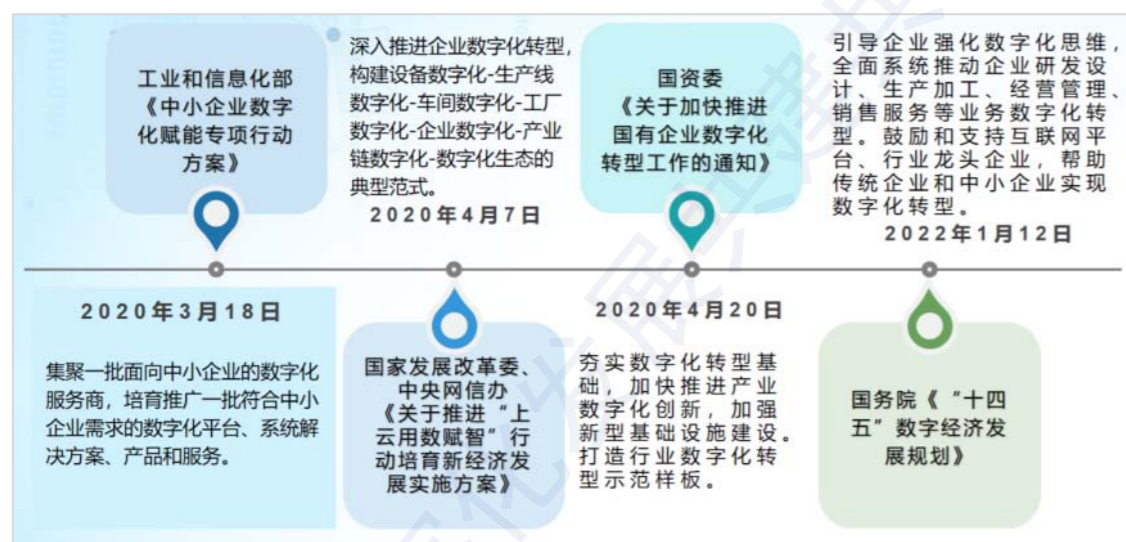 工业和信息化部
《中小企业数字
化赋能专项行动
方案》
2020年3月18日
集聚一批面向中小企业的数字化
服务商，培育推广一批符合中小
企业需求的数字化平台、系统解
决方案、产品和服务。
深入推进企业数字化转型，
构建设备数字化-生产线
数字化-车间数字化-工厂
数字化-企业数字化-产业
链数字化-数字化生态的
典型范式。
2020年4月7日
国家发展改革委、
中央网信办
《关于推进“上
云用数赋智”行
动培育新经济发
展实施方案》
国资委
《关于加快推进
国有企业数字化
转型工作的通知》
2020年4月20日
夯实数字化转型基
础，加快推进产业
数字化创新，加强
新型基础设施建设。
打造行业数字化转
型示范样板。
引导企业强化数字化思维，
全面系统推动企业研发设
计、生产加工、经营管理、
销售服务等业务数字化转
型。鼓励和支持互联网平
台、行业龙头企业，帮助
传统企业和中小企业实现
数字化转型。
2022年1月12日
国务院《“十四
五”数字经济发
展规划》